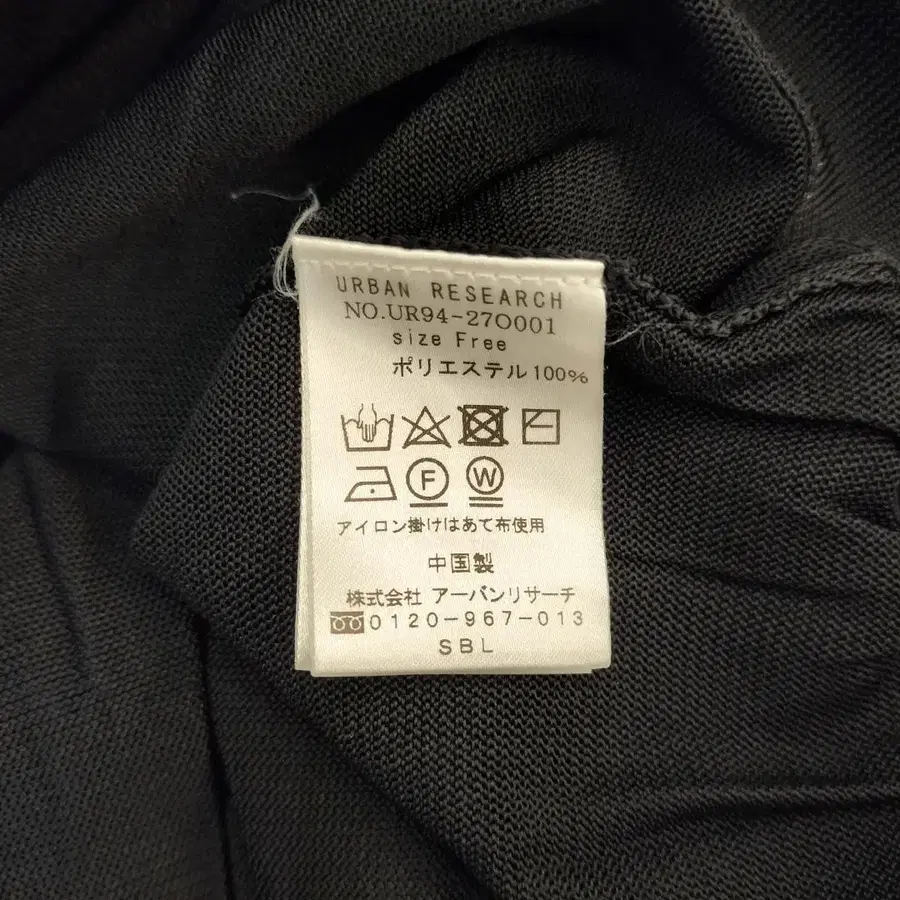 URBAN RESEARCH
NO.UR94-27O001
size Free
ポリエステル100%
F W
アイロン掛けはあて布使用
中国製
株式会社 アーバンリサーチ
0120-967-013
SBL